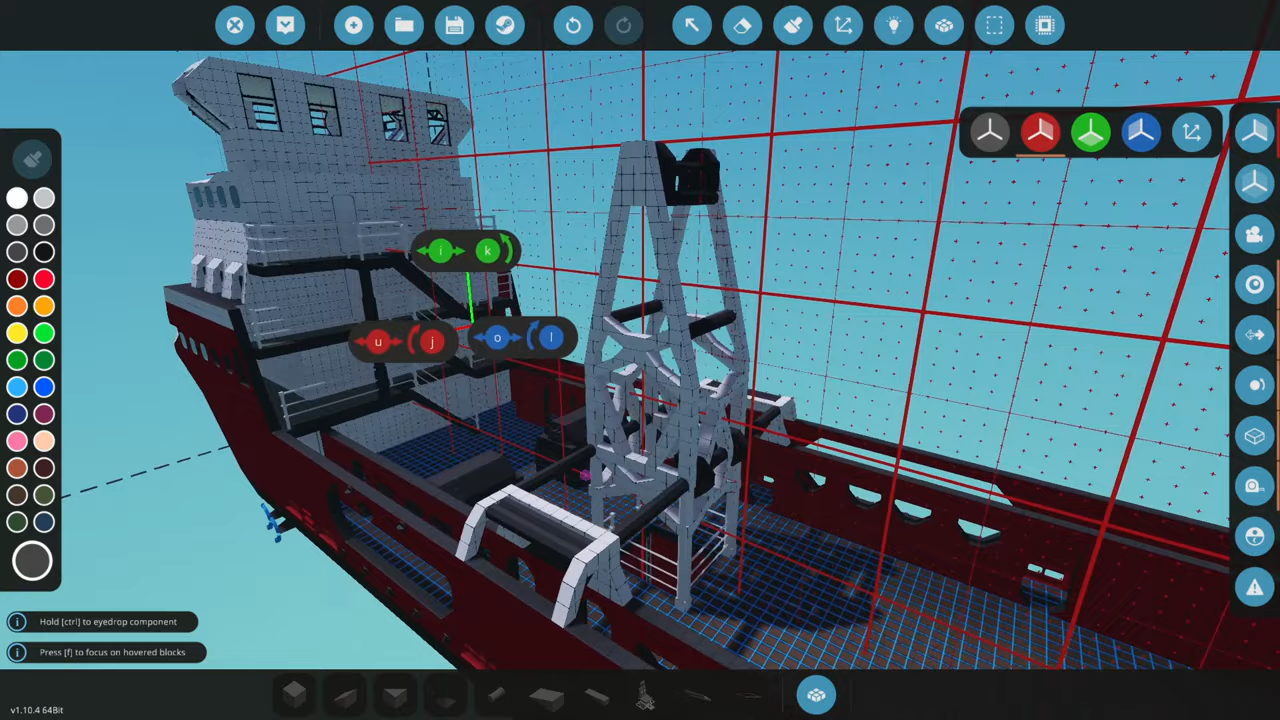 i k
u j o l
Hold [ctrl] to eyedrop component
Press [f] to focus on hovered blocks
v1.10.4 64Bit